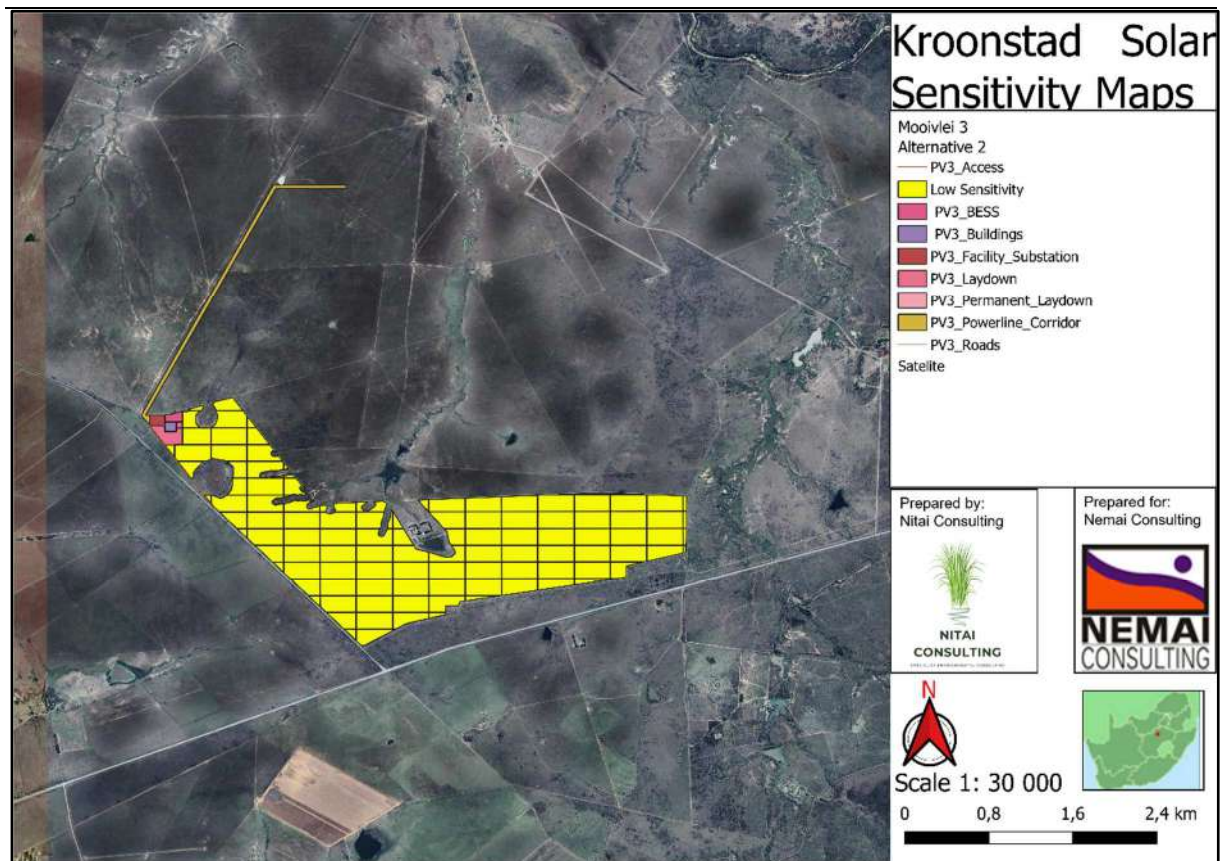 Kroonstad Solar
Sensitivity Maps
Mooivlei 3
Alternative 2
PV3_Access
Low Sensitivity
PV3_BESS
PV3_Buildings
PV3_Facility_Substation
PV3_Laydown
PV3_Permanent_Laydown
PV3_Powerline_Corridor
PV3_Roads
Satelite
Prepared by:
Nitai Consulting
NITAI
CONSULTING
Prepared for:
Nemai Consulting
NEMAI
CONSULTING
N
Scale 1: 30 000
0 0,8 1,6 2,4 km